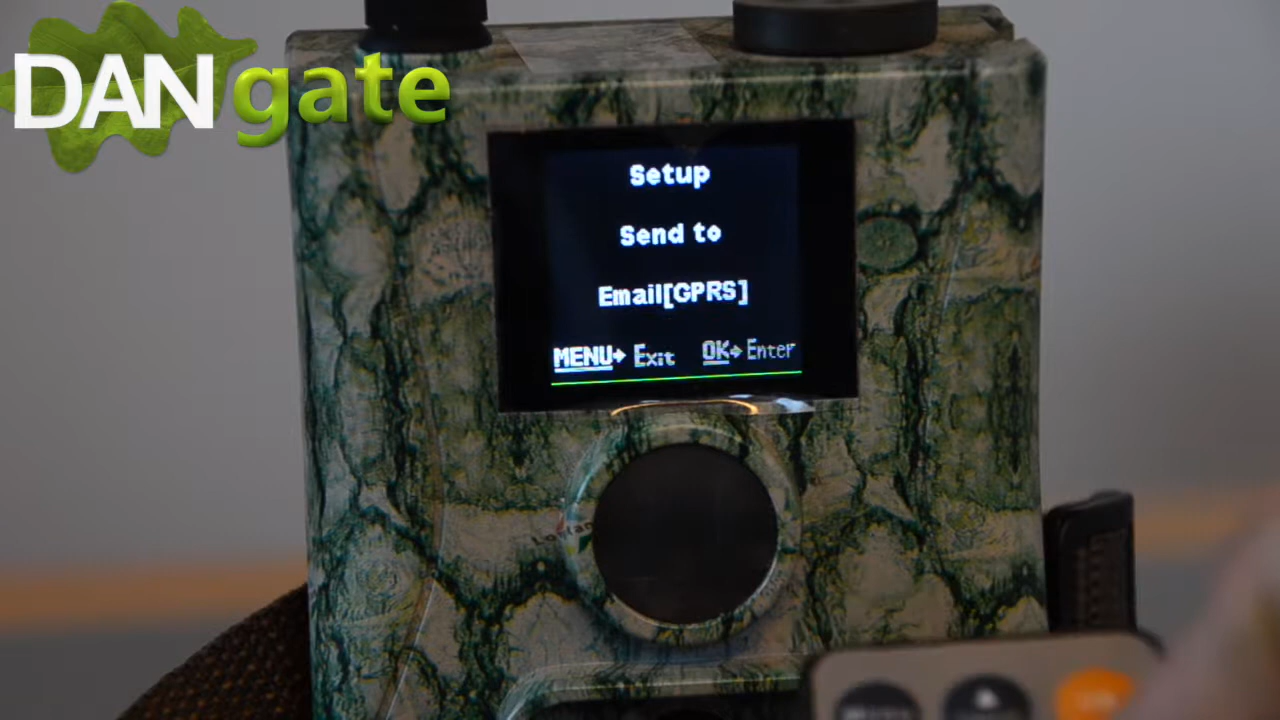 DANgate
Setup
Send to
Email[GPRS]
MENU→ Exit OK→ Enter